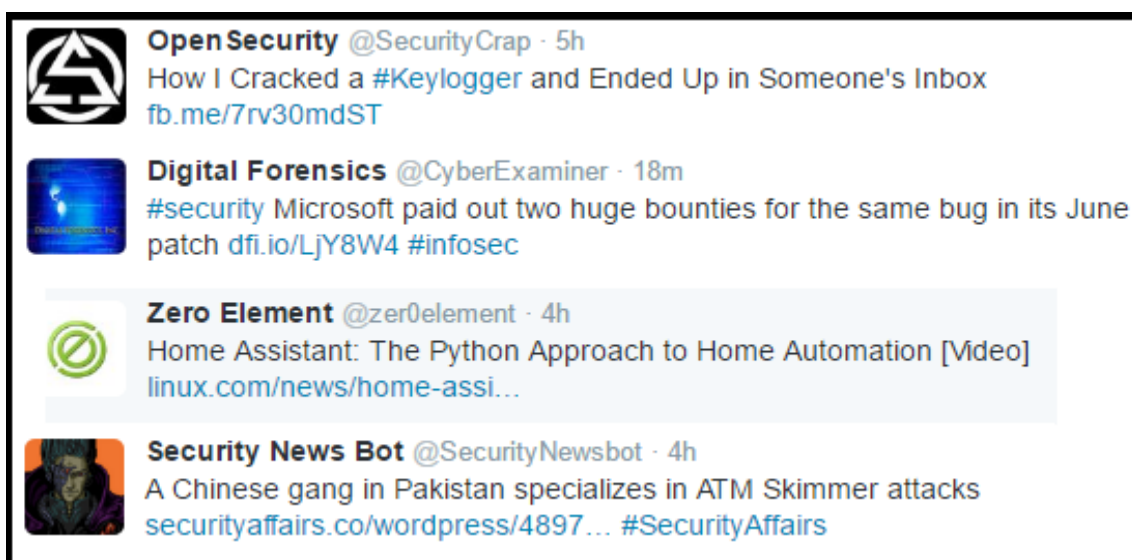 Open Security @SecurityCrap · 5h
How I Cracked a #Keylogger and Ended Up in Someone's Inbox
fb.me/7rv30mdST
Digital Forensics @CyberExaminer · 18m
#security Microsoft paid out two huge bounties for the same bug in its June
patch dfi.io/LjY8W4 #infosec
Zero Element @zer0element · 4h
Home Assistant: The Python Approach to Home Automation [Video]
linux.com/news/home-assi...
Security News Bot @SecurityNewsbot · 4h
A Chinese gang in Pakistan specializes in ATM Skimmer attacks
securityaffairs.co/wordpress/4897... #SecurityAffairs